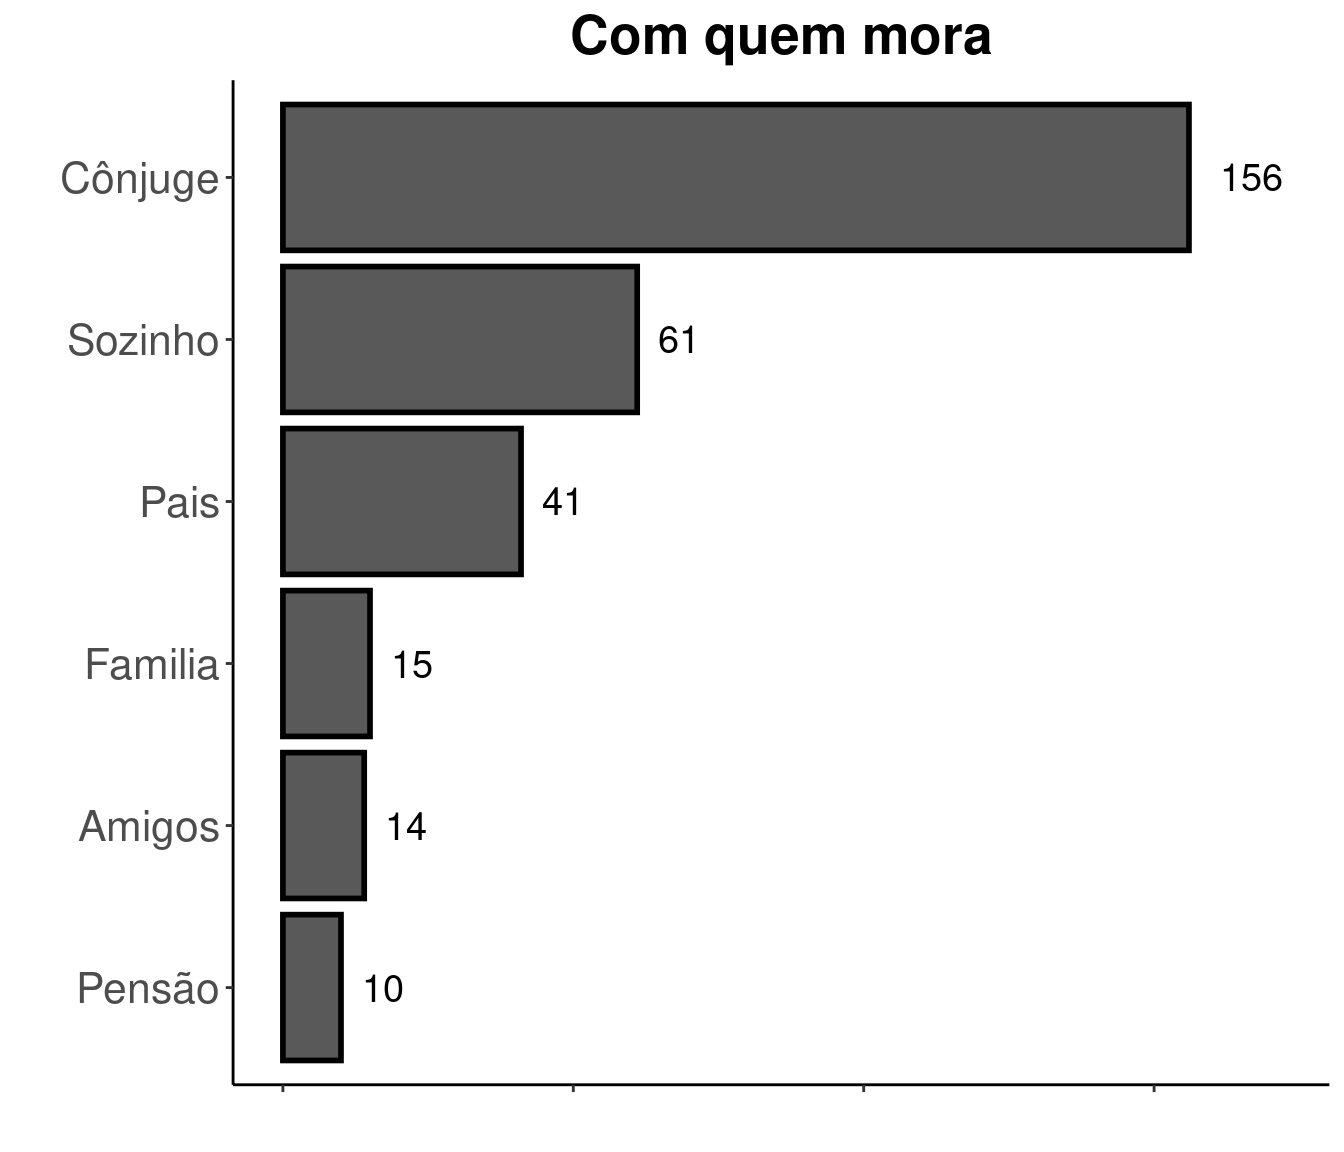 Com quem mora
Cônjuge 156
Sozinho 61
Pais 41
Familia 15
Amigos 14
Pensão 10